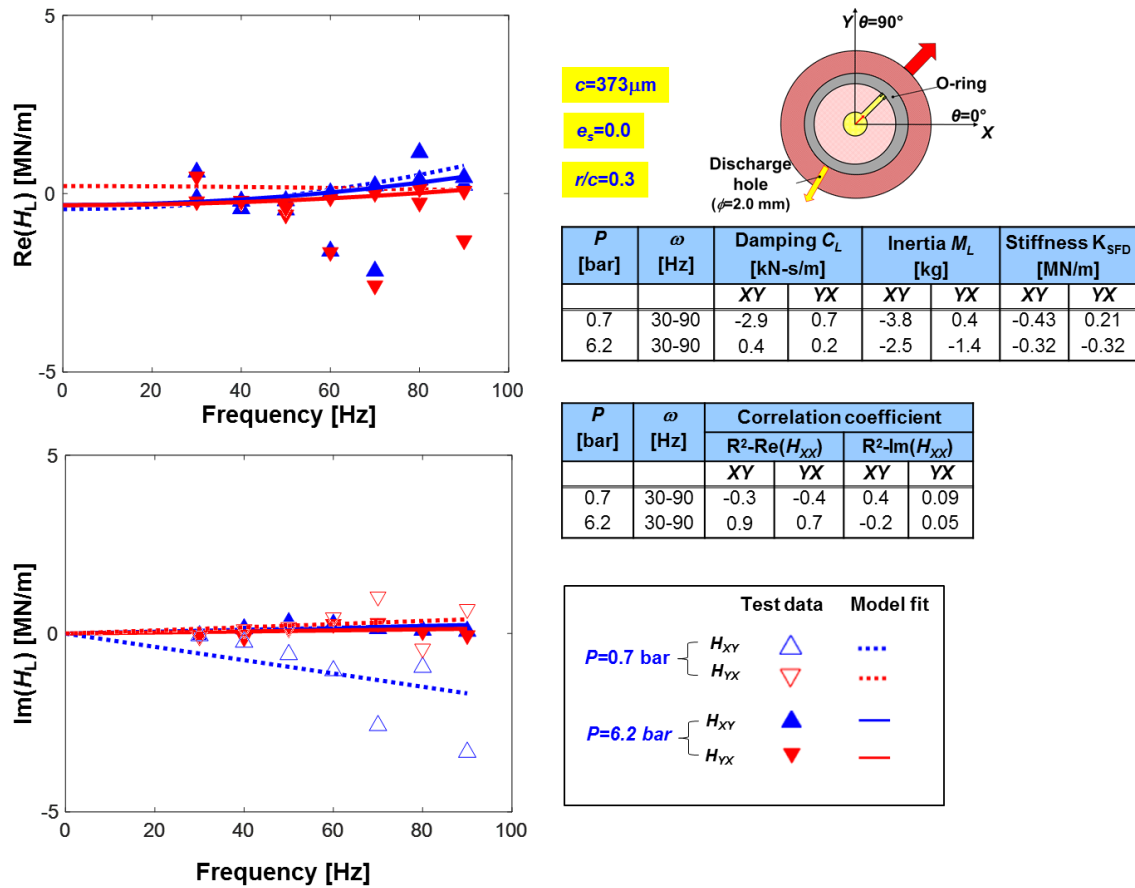 5
0
-5
0 20 40 60 80 100
Re(H_L) [MN/m]
Frequency [Hz]
5
0
-5
0 20 40 60 80 100
Im(H_L) [MN/m]
Frequency [Hz]
c=373μm
e_s=0.0
r/c=0.3
Y θ=90°
O-ring
θ=0°
X
Discharge
hole
(ϕ=2.0 mm)
P ω Damping C_L Inertia M_L Stiffness K_SFD
[bar] [Hz] [kN-s/m] [kg] [MN/m]
XY YX XY YX XY YX
0.7 30-90 -2.9 0.7 -3.8 0.4 -0.43 0.21
6.2 30-90 0.4 0.2 -2.5 -1.4 -0.32 -0.32
P ω Correlation coefficient
[bar] [Hz] R²-Re(H_XX) R²-Im(H_XX)
XY YX XY YX
0.7 30-90 -0.3 -0.4 0.4 0.09
6.2 30-90 0.9 0.7 -0.2 0.05
Test data Model fit
P=0.7 bar
H_XY
H_YX
P=6.2 bar
H_XY
H_YX